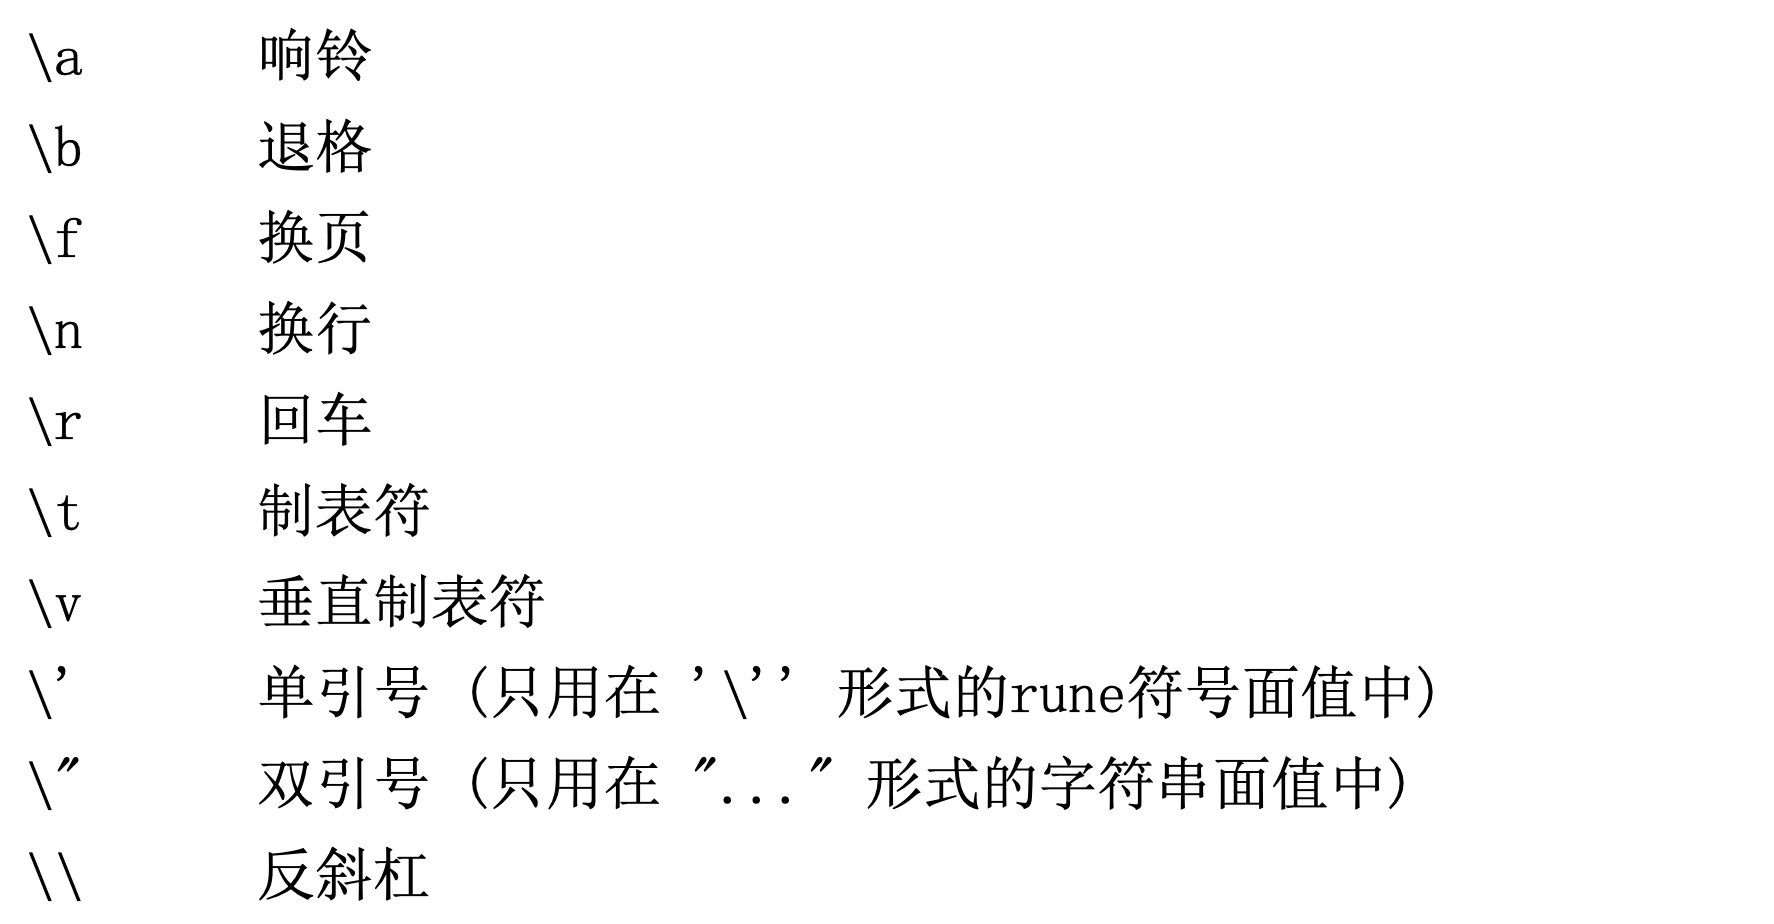 \a      响铃
\b      退格
\f      换页
\n      换行
\r      回车
\t      制表符
\v      垂直制表符
\'      单引号 (只用在 '\'' 形式的rune符号面值中)
\"      双引号 (只用在 "..." 形式的字符串面值中)
\\      反斜杠